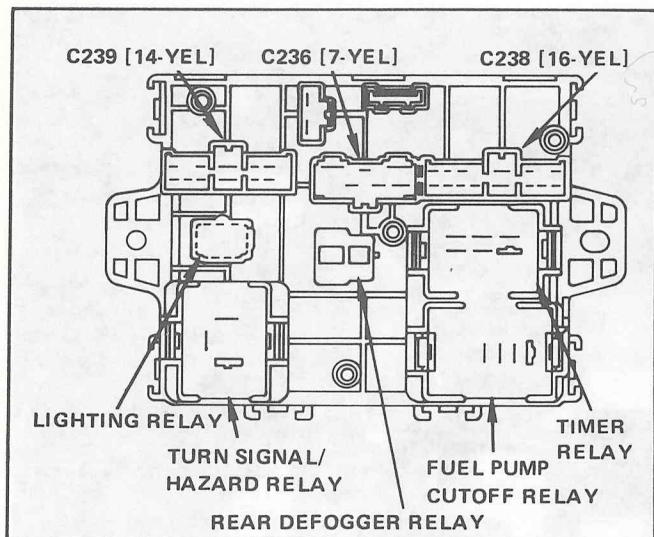 C239 [14-YEL]
C236 [7-YEL]
C238 [16-YEL]
LIGHTING RELAY
TURN SIGNAL/
HAZARD RELAY
REAR DEFOGGER RELAY
FUEL PUMP
CUTOFF RELAY
TIMER
RELAY